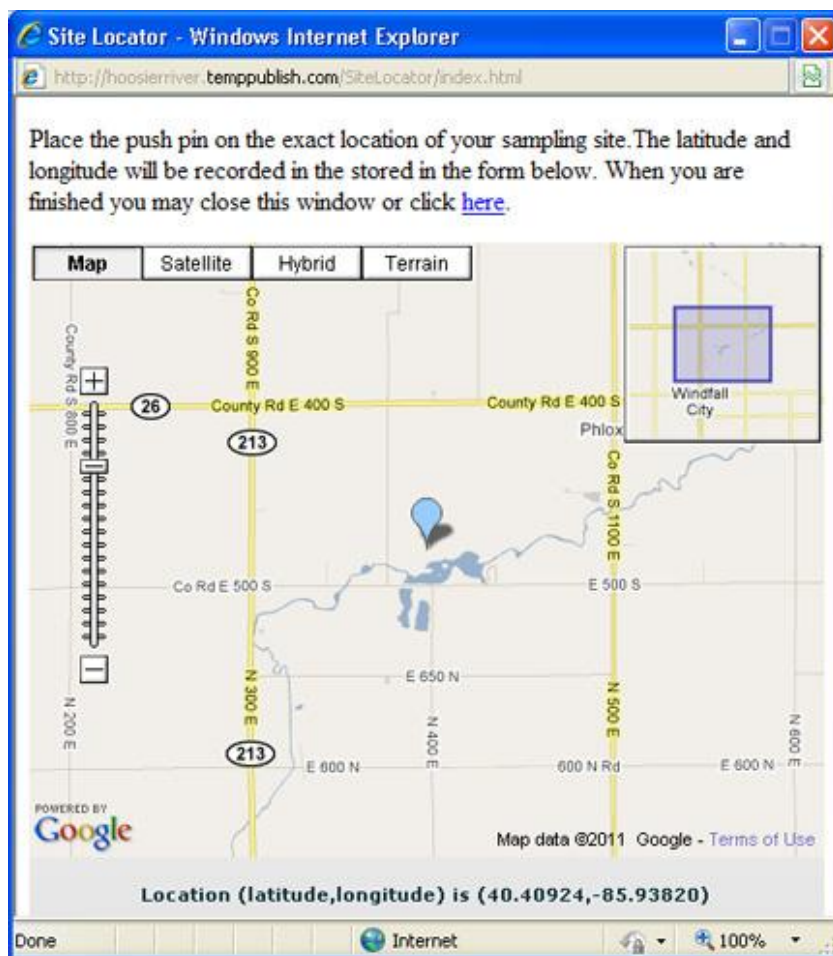 Site Locator - Windows Internet Explorer
http://hoosierriver.temppublish.com/SiteLocator/index.html
Place the push pin on the exact location of your sampling site.The latitude and
longitude will be recorded in the stored in the form below. When you are
finished you may close this window or click here.
Map Satellite Hybrid Terrain
County Rd S 800 E
Co Rd S 900 E
Windfall
City
26
County Rd E 400 S
County Rd E 400 S
213
Phlox
Co Rd S 1100 E
Co Rd E 500 S
E 500 S
E 650 N
N 200 E
N 300 E
N 400 E
N 500 E
N 600 E
213
E 600 N
600 N Rd
E 600 N
POWERED BY
Google
Map data ©2011 Google - Terms of Use
Location (latitude,longitude) is (40.40924,-85.93820)
Done
Internet
100%